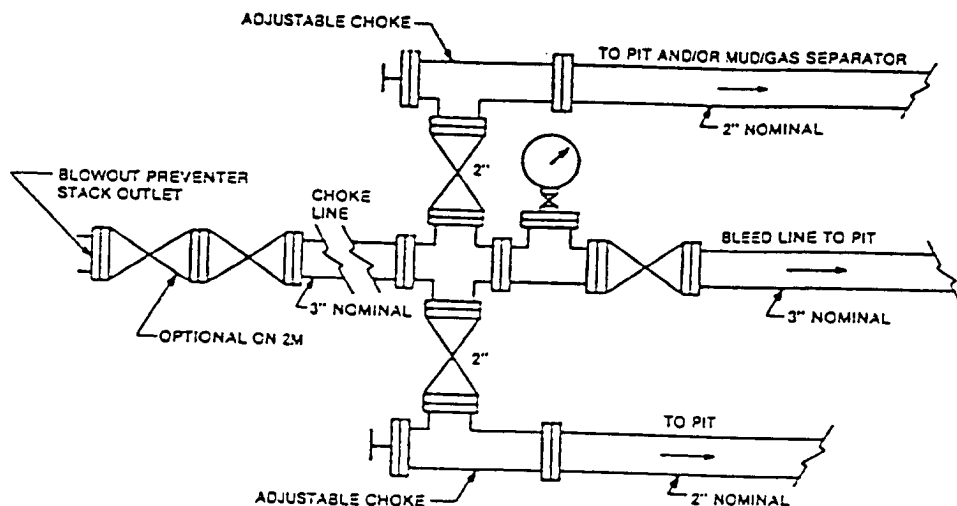 ADJUSTABLE CHOKE
TO PIT AND/OR MUD/GAS SEPARATOR
2" NOMINAL
2"
BLOWOUT PREVENTER
STACK OUTLET
CHOKE
LINE
BLEED LINE TO PIT
3" NOMINAL
3" NOMINAL
OPTIONAL ON 2M
2"
TO PIT
ADJUSTABLE CHOKE
2" NOMINAL